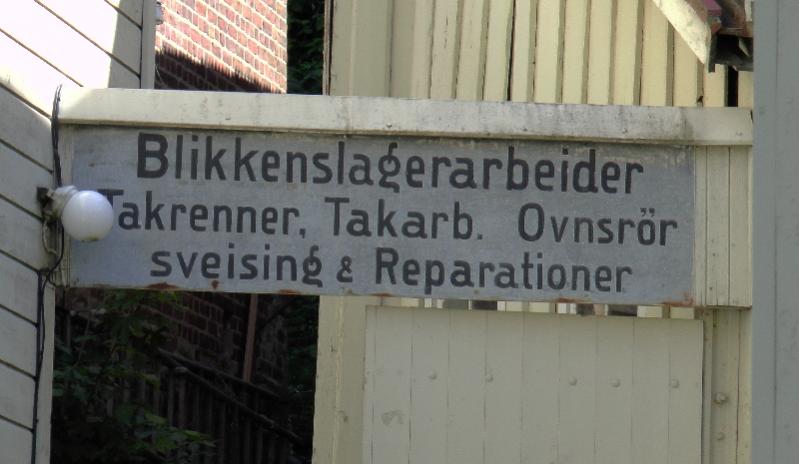 Blikkenslagerarbeider
Takrenner, Takarb. Ovnsrör
sveising & Reparationer